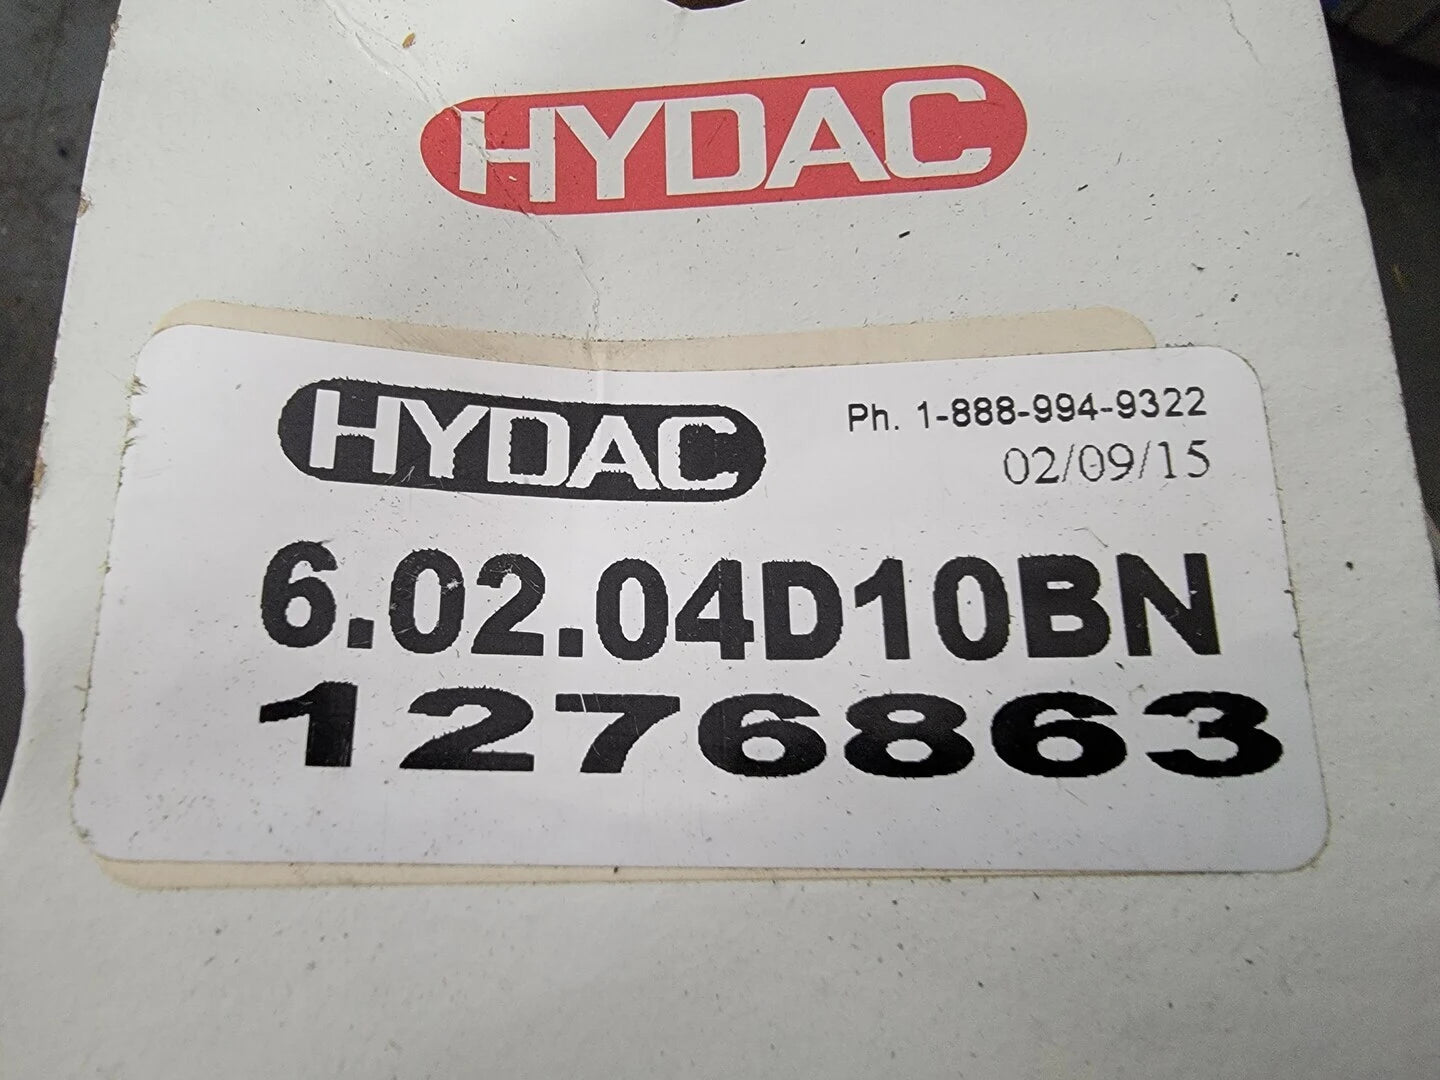 HYDAC
HYDAC
Ph. 1-888-994-9322
02/09/15
6.02.04D10BN
1276863